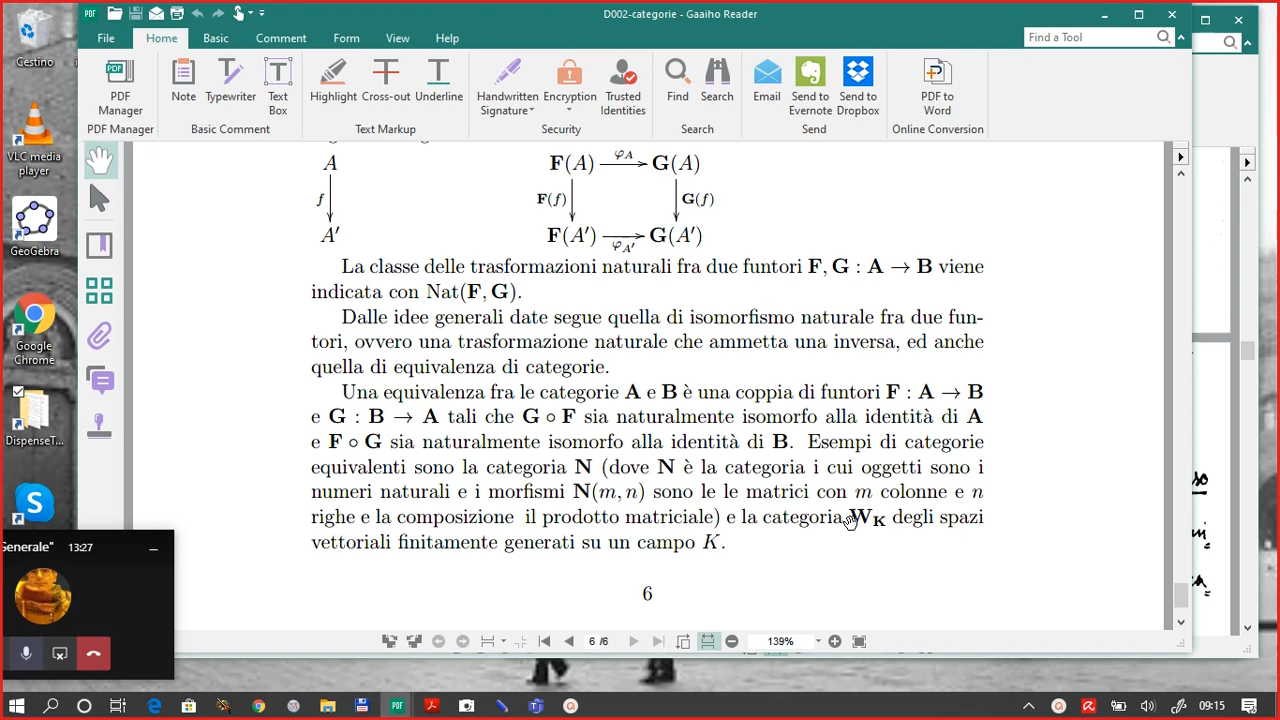 D002-categorie - Gaaiho Reader
File Home Basic Comment Form View Help
Find a Tool
PDF Manager
Note
Typewriter
Text Box
Highlight
Cross-out
Underline
Handwritten Signature
Encryption
Trusted Identities
Find
Search
Email
Send to Evernote
Send to Dropbox
PDF to Word
PDF Manager
Basic Comment
Text Markup
Security
Search
Send
Online Conversion
Cestino
VLC media player
GeoGebra
Google Chrome
DispenseT...
A F(A) φA G(A)
f F(f) G(f)
A′ F(A′) φA′ G(A′)
La classe delle trasformazioni naturali fra due funtori F, G : A → B viene
indicata con Nat(F, G).
Dalle idee generali date segue quella di isomorfismo naturale fra due fun-
tori, ovvero una trasformazione naturale che ammetta una inversa, ed anche
quella di equivalenza di categorie.
Una equivalenza fra le categorie A e B è una coppia di funtori F : A → B
e G : B → A tali che G ∘ F sia naturalmente isomorfo alla identità di A
e F ∘ G sia naturalmente isomorfo alla identità di B. Esempi di categorie
equivalenti sono la categoria N (dove N è la categoria i cui oggetti sono i
numeri naturali e i morfismi N(m, n) sono le le matrici con m colonne e n
righe e la composizione il prodotto matriciale) e la categoria WK degli spazi
vettoriali finitamente generati su un campo K.
6
Generale" 13:27
6 /6
139%
09:15